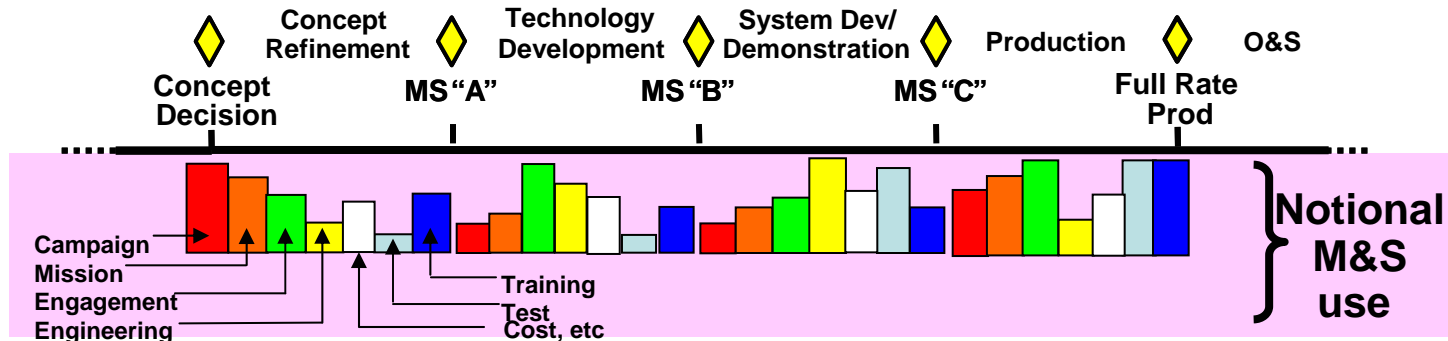 Concept
Refinement
Technology
Development
System Dev/
Demonstration
Production
O&S
Concept
Decision
MS “A”
MS “B”
MS “C”
Full Rate
Prod
Campaign
Mission
Engagement
Engineering
Training
Test
Cost, etc
Notional
M&S
use